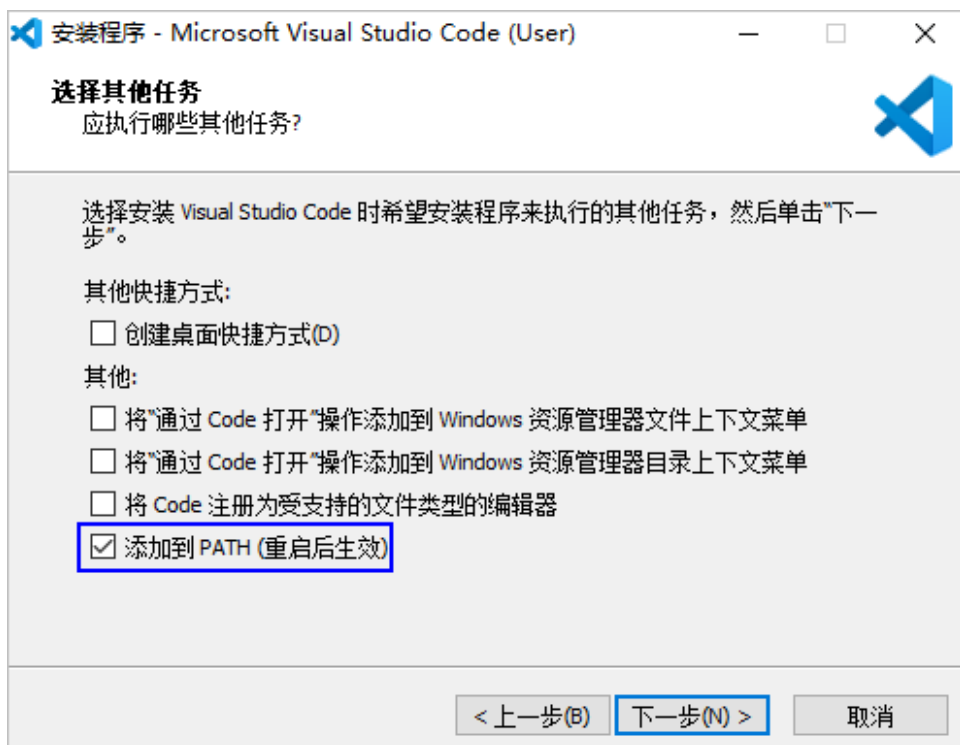 安装程序 - Microsoft Visual Studio Code (User)
选择其他任务
应执行哪些其他任务?
选择安装 Visual Studio Code 时希望安装程序来执行的其他任务，然后单击“下一
步”。
其他快捷方式:
创建桌面快捷方式(D)
其他:
将“通过 Code 打开“操作添加到 Windows 资源管理器文件上下文菜单
将“通过 Code 打开“操作添加到 Windows 资源管理器目录上下文菜单
将 Code 注册为受支持的文件类型的编辑器
添加到 PATH (重启后生效)
< 上一步(B) 下一步(N) > 取消